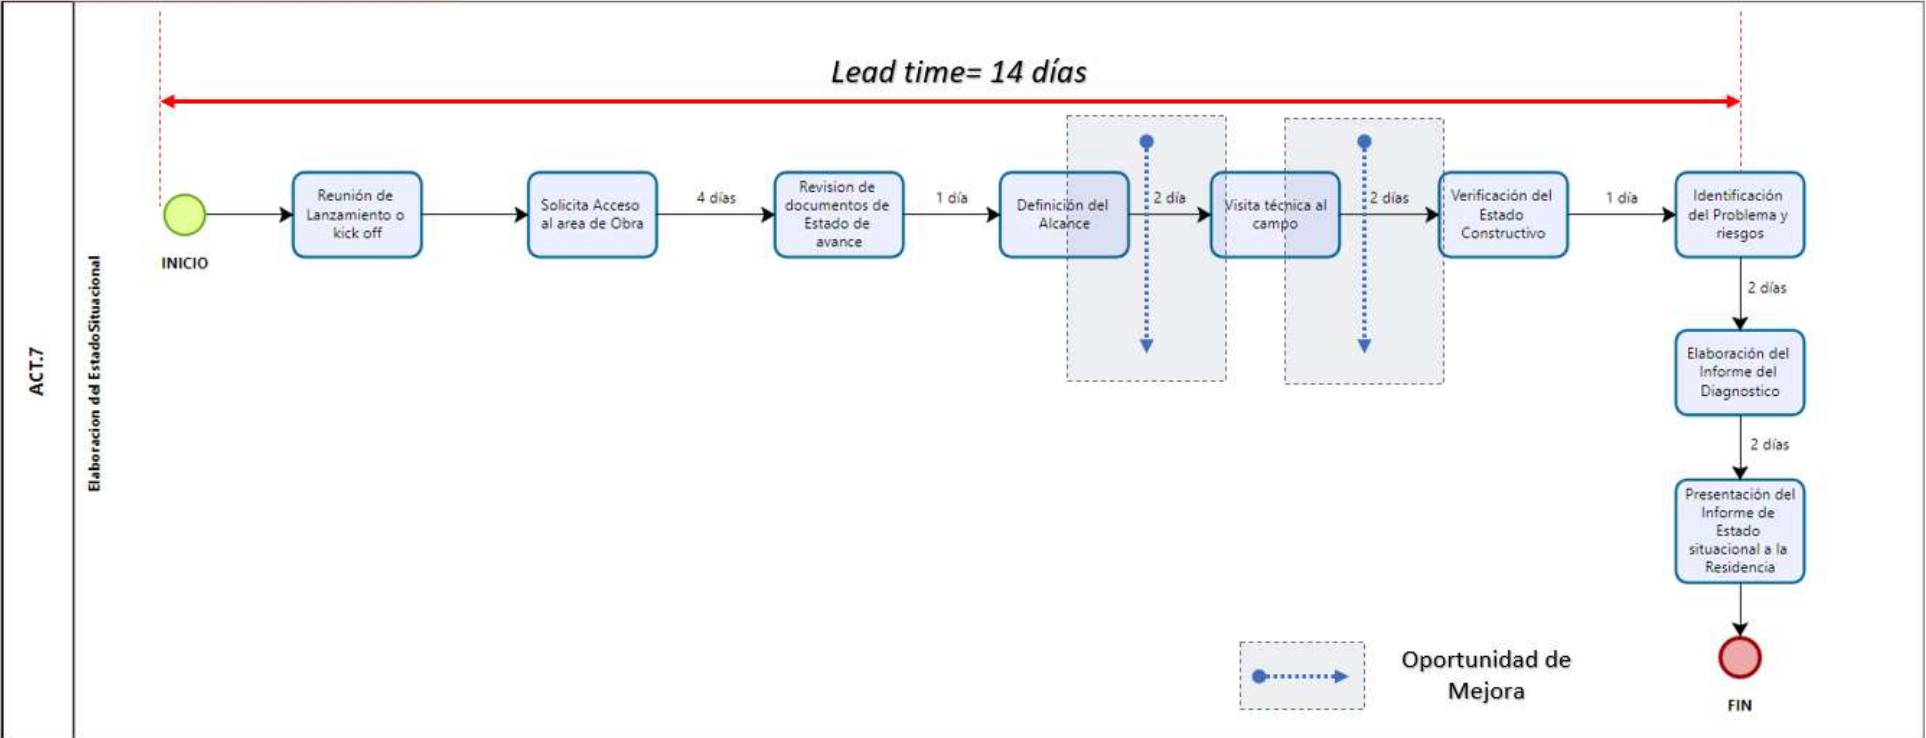 Lead time= 14 días
ACT.7
Elaboracion del EstadoSituacional
INICIO
Reunión de
Lanzamiento o
kick off
Solicita Acceso
al area de Obra
4 días
Revision de
documentos de
Estado de
avance
1 día
Definición del
Alcance
2 día
Visita técnica al
campo
2 días
Verificación del
Estado
Constructivo
1 día
Identificación
del Problema y
riesgos
2 días
Elaboración del
Informe del
Diagnostico
2 días
Presentación del
Informe de
Estado
situacional a la
Residencia
FIN
Oportunidad de
Mejora